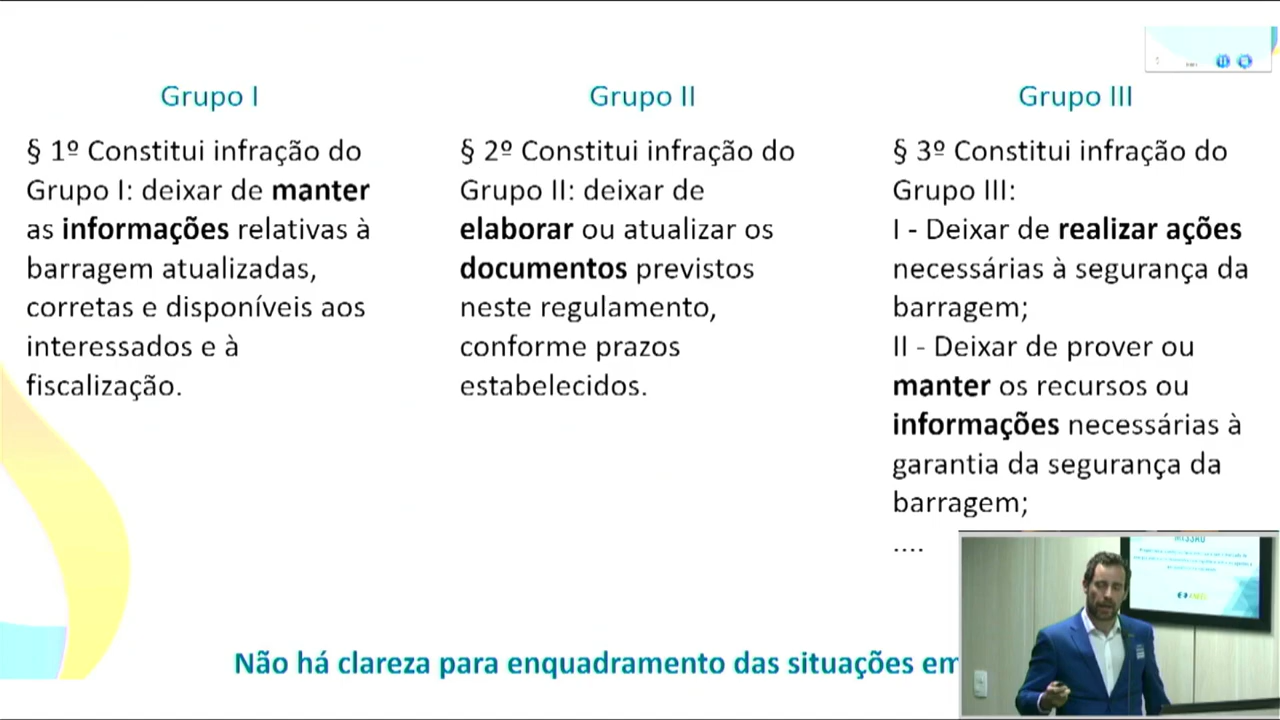 Grupo I
§ 1º Constitui infração do
Grupo I: deixar de manter
as informações relativas à
barragem atualizadas,
corretas e disponíveis aos
interessados e à
fiscalização.
Grupo II
§ 2º Constitui infração do
Grupo II: deixar de
elaborar ou atualizar os
documentos previstos
neste regulamento,
conforme prazos
estabelecidos.
Grupo III
§ 3º Constitui infração do
Grupo III:
I - Deixar de realizar ações
necessárias à segurança da
barragem;
II - Deixar de prover ou
manter os recursos ou
informações necessárias à
garantia da segurança da
barragem;
....
Não há clareza para enquadramento das situações em
MISSÃO